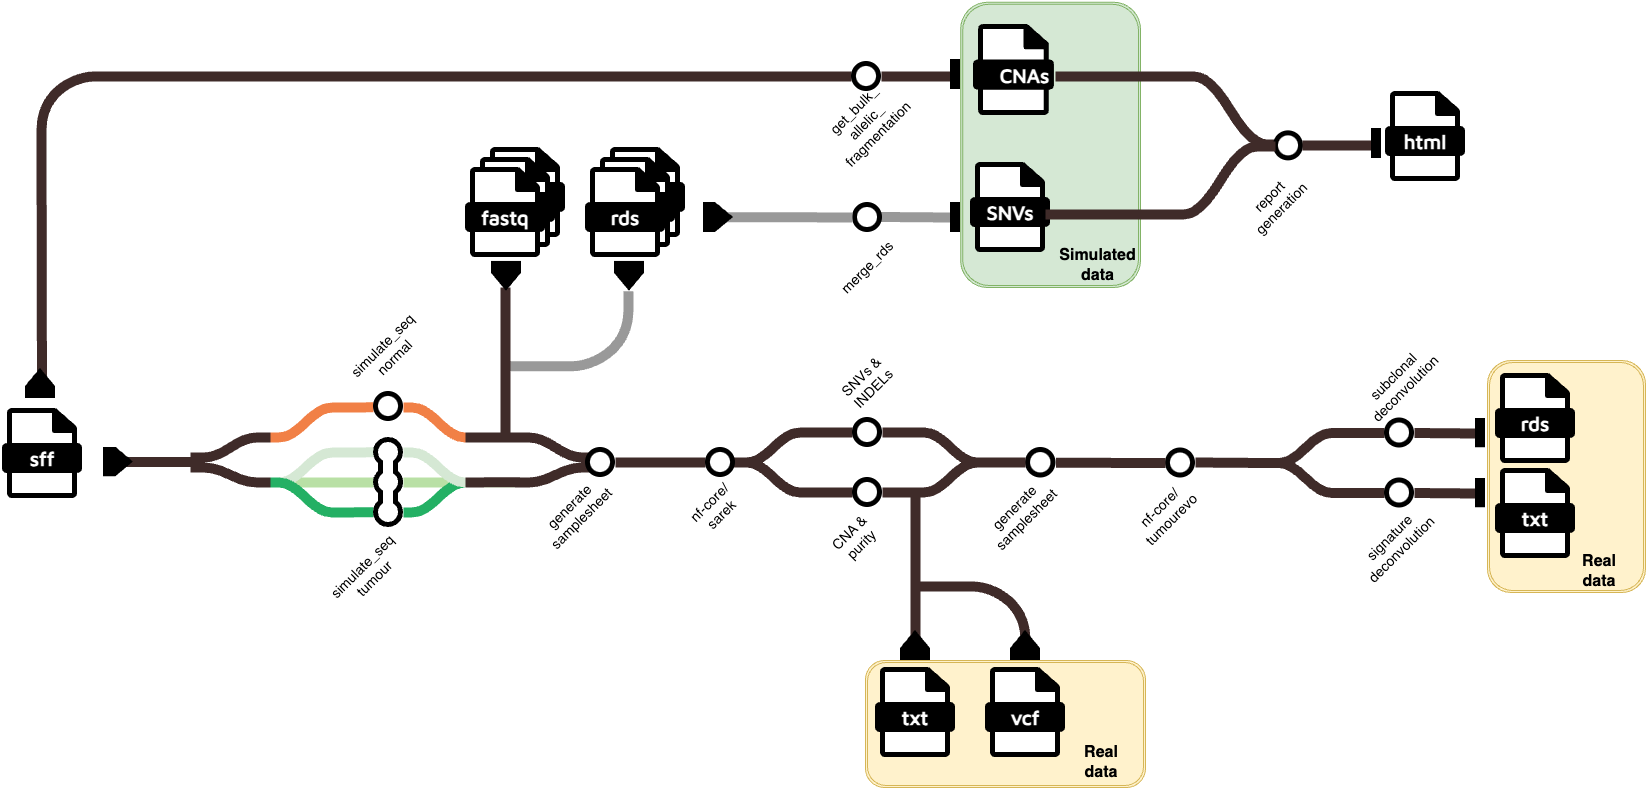 CNAs
get_bulk_
allelic_
fragmentation
html
fastq
rds
SNVs
report
generation
Simulated
data
merge_rds
simulate_seq
normal
SNVs &
INDELs
subclonal
deconvolution
rds
sff
generate
samplesheet
nf-core/
sarek
CNA &
purity
generate
samplesheet
nf-core/
tumourevo
signature
deconvolution
txt
Real
data
simulate_seq
tumour
txt
vcf
Real
data